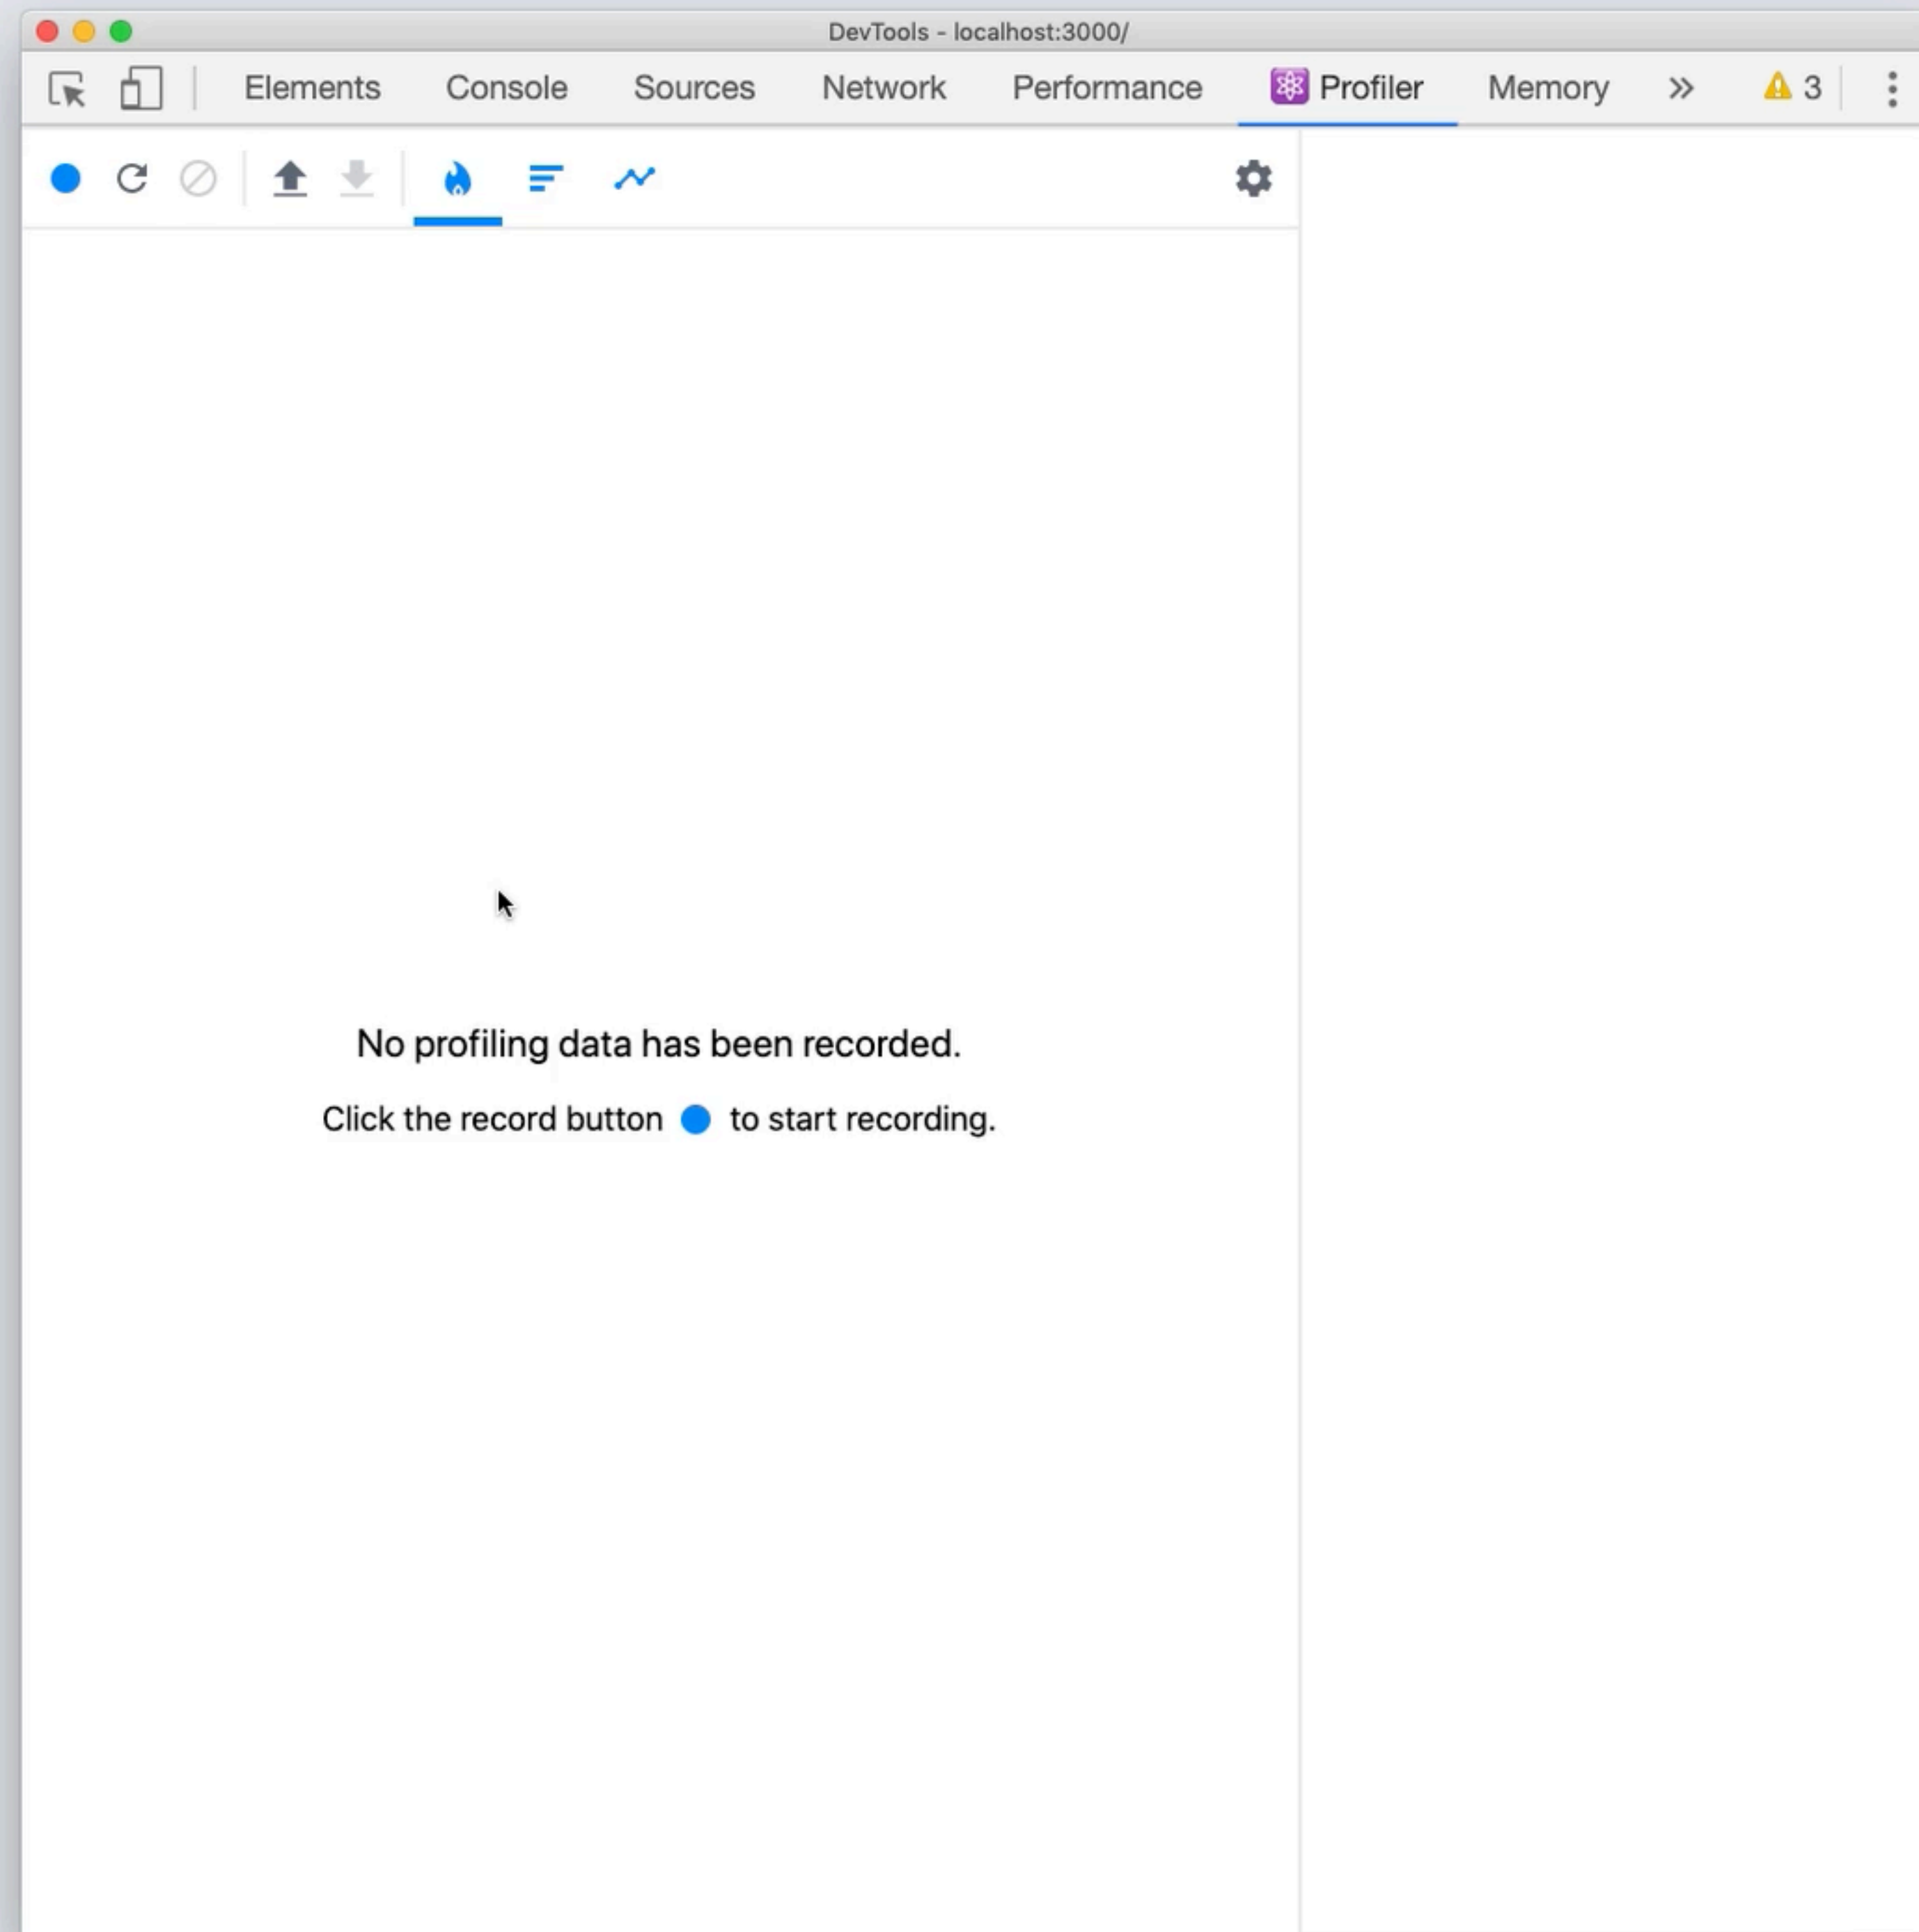 DevTools - localhost:3000/
Elements Console Sources Network Performance Profiler Memory 3
No profiling data has been recorded.
Click the record button to start recording.